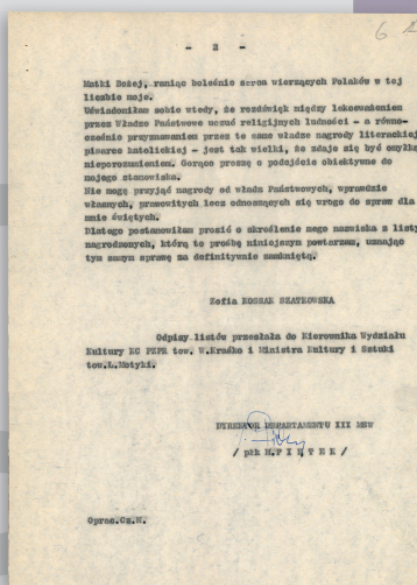 - 2 -
Matki Bożej, raniąc boleśnie serca wierzących Polaków w tej
liczbie moje.
Uświadomiłam sobie wtedy, że rozdźwięk między lekceważeniem
przez Władze Państwowe uczuć religijnych ludności - a równo-
cześnie przyznawaniem przez te same władze nagrody literackiej
pisarce katolickiej - jest tak wielki, że zdaje się być omyłką
nieporozumieniem. Gorąco proszę o podejście obiektywne do
mojego stanowiska.
Nie mogę przyjąć nagrody od władz Państwowych, wprawdzie
własnych, prawowitych lecz odnoszących się wrogo do spraw dla
mnie świętych.
Dlatego postanowiłam prosić o skreślenie mego nazwiska z listy
nagrodzonych, którą to prośbę niniejszym powtarzam, uznając
tym samym sprawę za definitywnie zamkniętą.
Zofia KOSSAK SZATKOWSKA
Odpisy listów przesłała do Kierownika Wydziału
Kultury KC PZPR tow. W.Kraśko i Ministra Kultury i Sztuki
tow.L.Motyki.
DYREKTOR DEPARTAMENTU III MSW
/ płk M.P I Ę T E K /
Oprac.Cz.N.